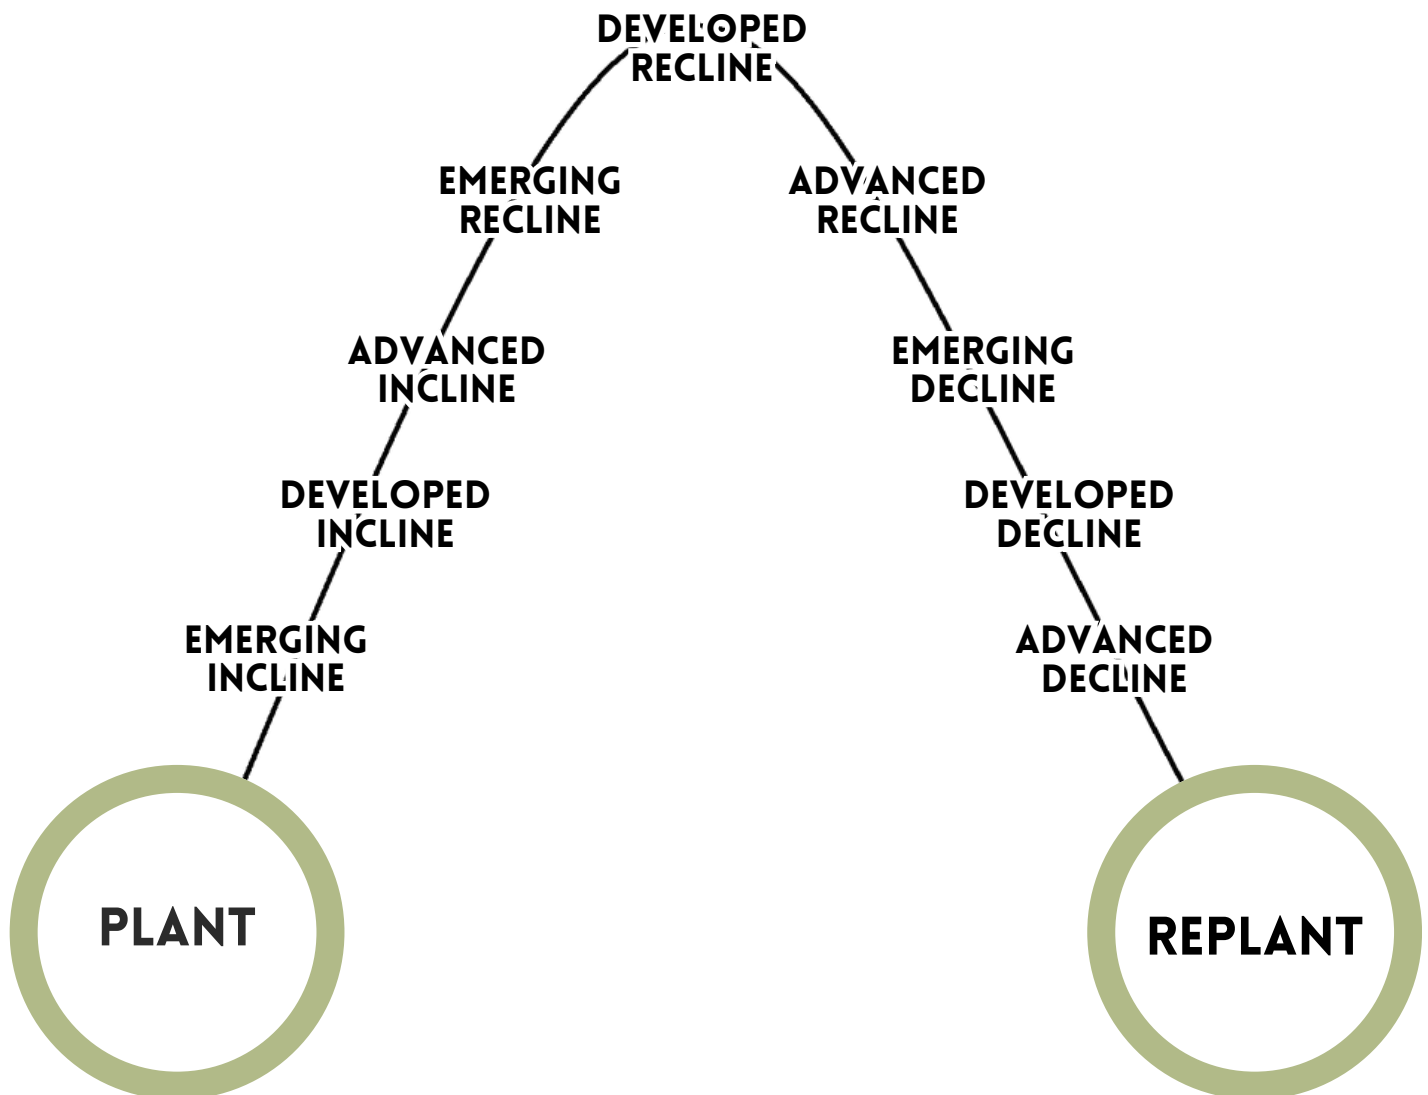 DEVELOPED
RECLINE
EMERGING
RECLINE
ADVANCED
RECLINE
ADVANCED
INCLINE
EMERGING
DECLINE
DEVELOPED
INCLINE
DEVELOPED
DECLINE
EMERGING
INCLINE
ADVANCED
DECLINE
PLANT
REPLANT